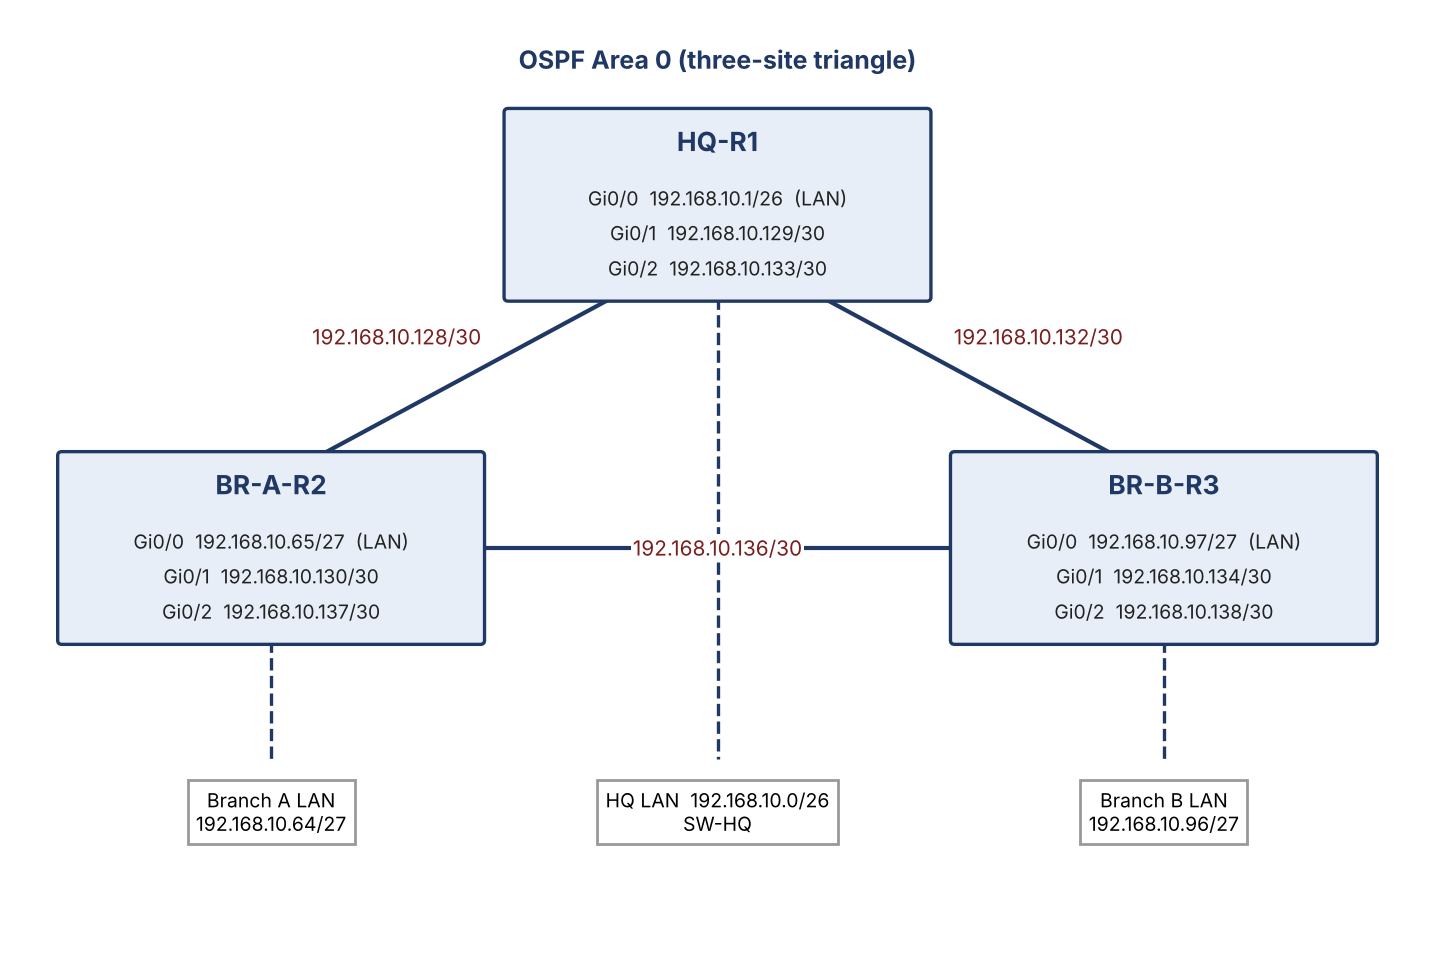 OSPF Area 0 (three-site triangle)
HQ-R1
Gi0/0 192.168.10.1/26 (LAN)
Gi0/1 192.168.10.129/30
Gi0/2 192.168.10.133/30
192.168.10.128/30
192.168.10.132/30
BR-A-R2
Gi0/0 192.168.10.65/27 (LAN)
Gi0/1 192.168.10.130/30
Gi0/2 192.168.10.137/30
192.168.10.136/30
BR-B-R3
Gi0/0 192.168.10.97/27 (LAN)
Gi0/1 192.168.10.134/30
Gi0/2 192.168.10.138/30
Branch A LAN
192.168.10.64/27
HQ LAN 192.168.10.0/26
SW-HQ
Branch B LAN
192.168.10.96/27